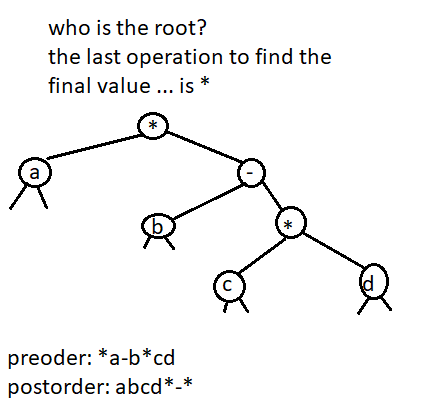 who is the root?
the last operation to find the
final value ... is *
*
a
-
b
*
c
d
preoder: *a-b*cd
postorder: abcd*-*